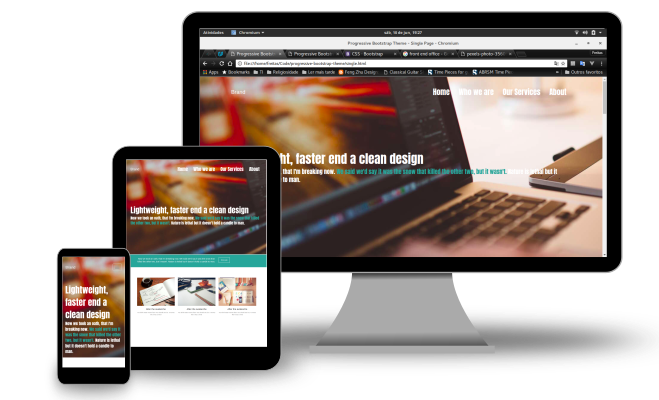 Atividades Chromium sáb, 18 de jun, 19:27
Progressive Bootstrap Theme - Single Page - Chromium
Progressive Bootst Progressive Bootst CSS · Bootstrap front end office - B pexels-photo-3561 Freitas
file:///home/freitas/Code/progressive-bootstrap-theme/single.html
Apps Bookmarks TI Religiosidade Ler mais tarde Feng Zhu Design Classical Guitar S Time Pieces for g ABRSM Time Pie Outros favoritos
Brand Home Who we are Our Services About
ht, faster end a clean design
that I'm breaking now. We said we'd say it was the snow that killed the other two, but it wasn't. Nature is lethal but it
to man.
Home Who we are Our Services About
Lightweight, faster end a clean design
Now we took an oath, that I'm breaking now. We said we'd say it was the snow that killed
the other two, but it wasn't. Nature is lethal but it doesn't hold a candle to man.
Lightweight,
faster end a
clean design
Now we took an oath, that I'm
breaking now. We said we'd say it
was the snow that killed the other
two, but it wasn't. Nature is lethal
but it doesn't hold a candle to
man.